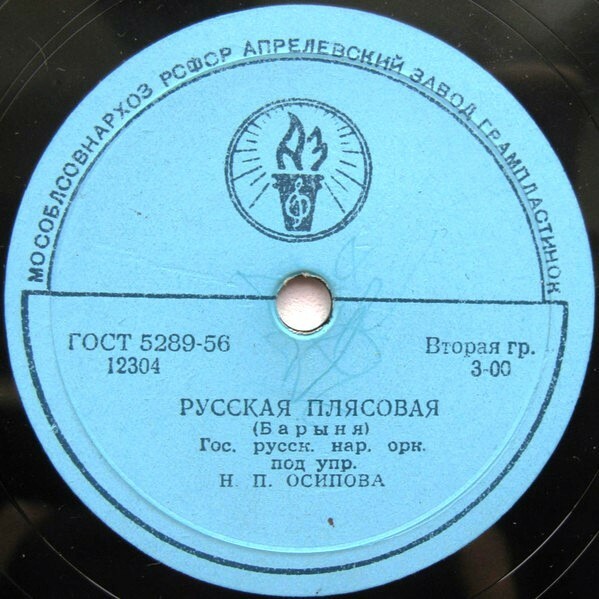 МОСОБЛСОВНАРХОЗ РСФСР АПРЕЛЕВСКИЙ ЗАВОД ГРАМПЛАСТИНОК
АЗ
ГОСТ 5289-56
12304
Вторая гр.
3-00
РУССКАЯ ПЛЯСОВАЯ
(Барыня)
Гос. русск. нар. орк.
под упр.
Н. П. ОСИПОВА